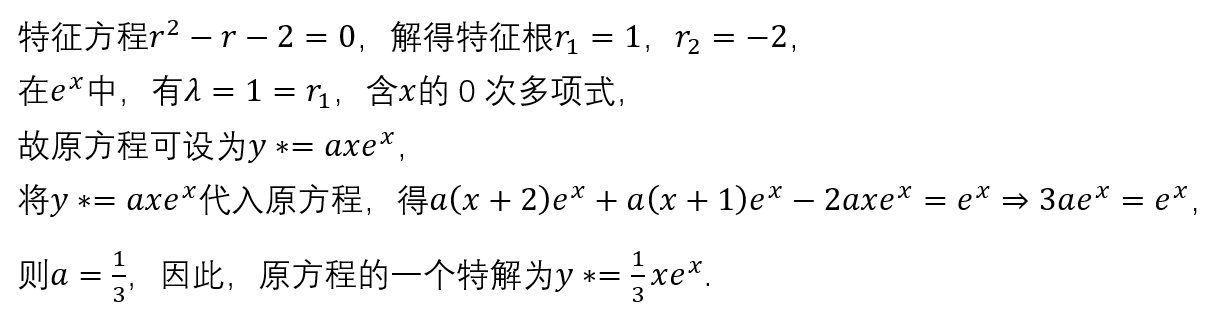 特征方程r² − r − 2 = 0，解得特征根r₁ = 1，r₂ = −2，
在eˣ中，有λ = 1 = r₁，含x的 0 次多项式，
故原方程可设为y ∗= axeˣ，
将y ∗= axeˣ代入原方程，得a(x + 2)eˣ + a(x + 1)eˣ − 2axeˣ = eˣ ⇒ 3aeˣ = eˣ，
则a = 1/3，因此，原方程的一个特解为y ∗= 1/3 xeˣ.